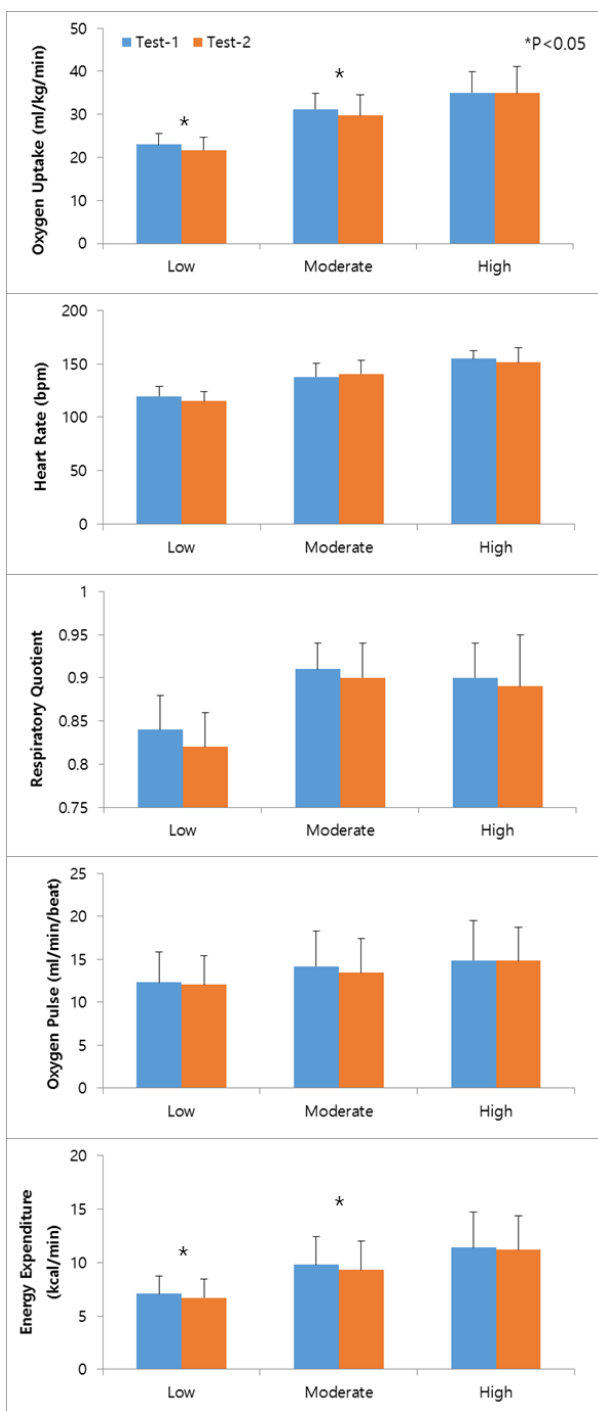 50
Test-1
Test-2
*P<0.05
40
*
*
30
20
10
0
Oxygen Uptake (ml/kg/min)
Low
Moderate
High
200
150
100
50
0
Heart Rate (bpm)
Low
Moderate
High
1
0.95
0.9
0.85
0.8
0.75
Respiratory Quotient
Low
Moderate
High
25
20
15
10
5
0
Oxygen Pulse (ml/min/beat)
Low
Moderate
High
20
15
*
*
10
5
0
Energy Expenditure
(kcal/min)
Low
Moderate
High